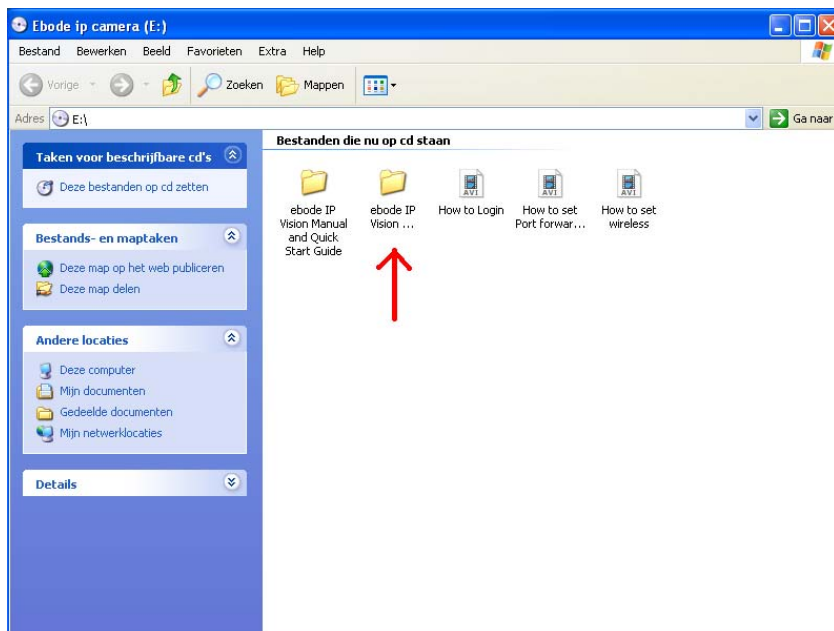 Ebode ip camera (E:)
Bestand Bewerken Beeld Favorieten Extra Help
Vorige Zoeken Mappen
Adres E:\ Ga naar
Taken voor beschrijfbare cd's
Deze bestanden op cd zetten
Bestands- en maptaken
Deze map op het web publiceren
Deze map delen
Andere locaties
Deze computer
Mijn documenten
Gedeelde documenten
Mijn netwerklocaties
Details
Bestanden die nu op cd staan
ebode IP
Vision Manual
and Quick
Start Guide
ebode IP
Vision ...
AVI
How to Login
AVI
How to set
Port forwar...
AVI
How to set
wireless